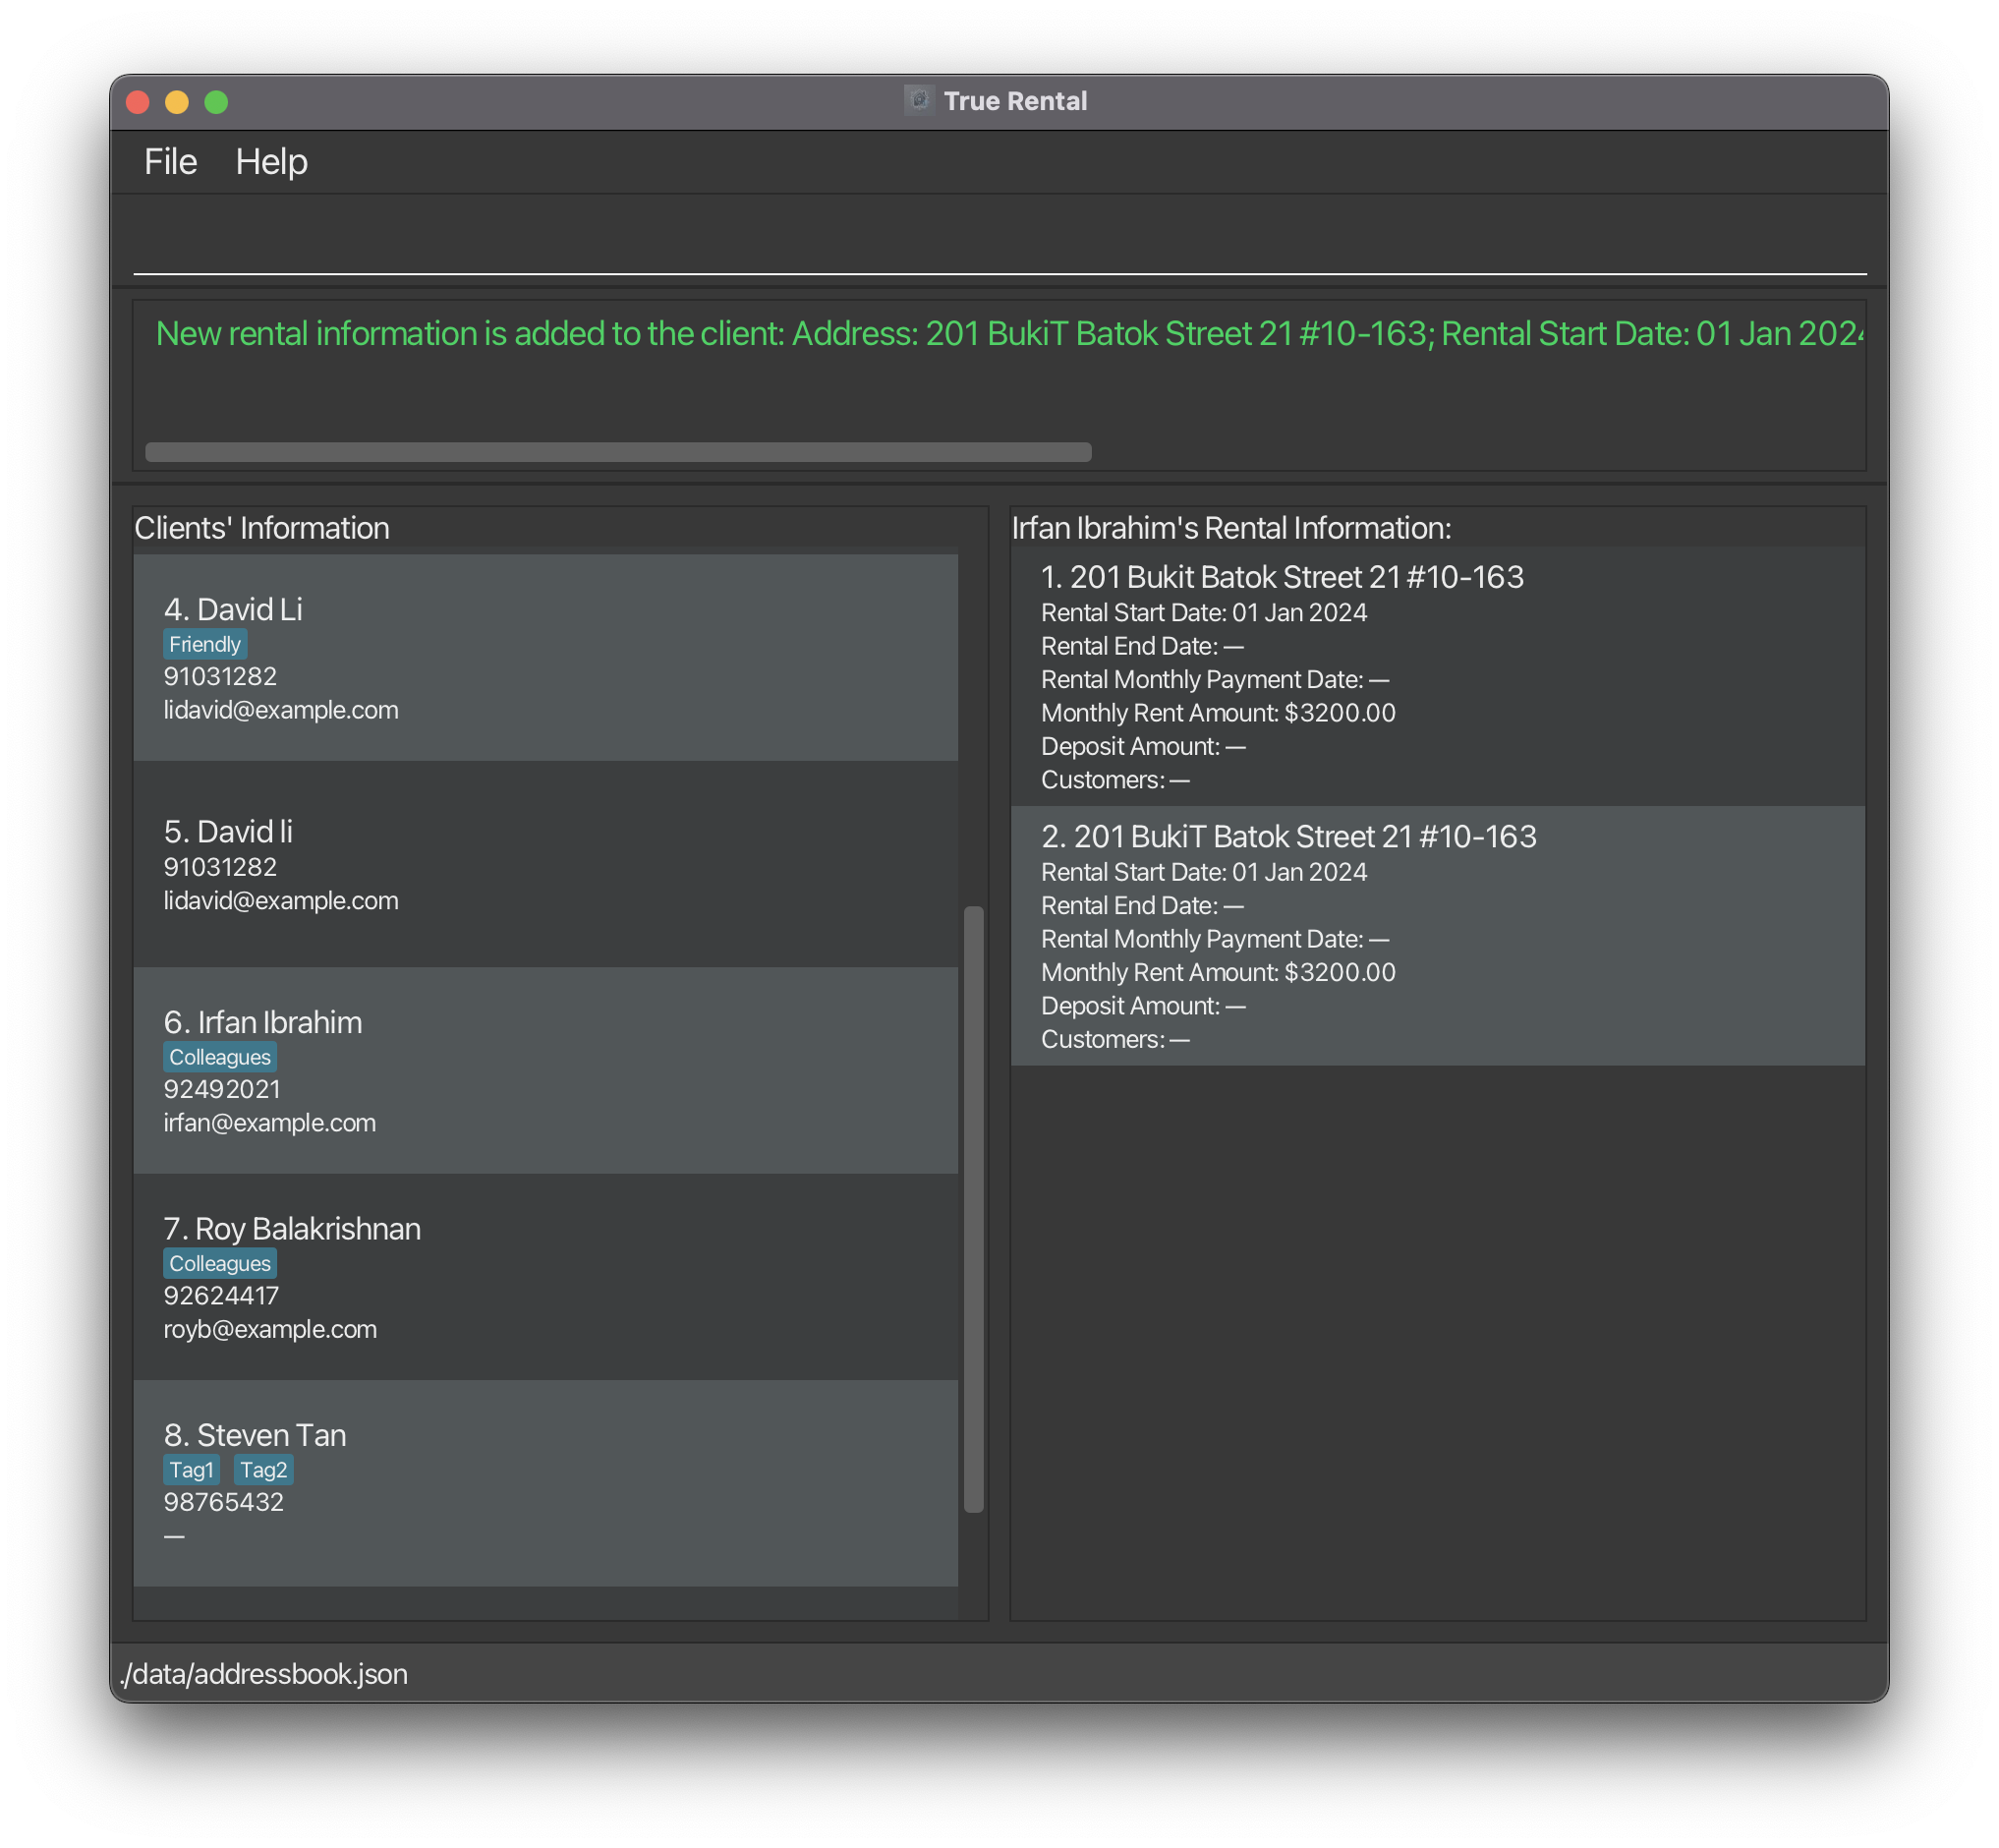 True Rental
File Help
New rental information is added to the client: Address: 201 BukiT Batok Street 21 #10-163; Rental Start Date: 01 Jan 2024
Clients' Information
4. David Li
Friendly
91031282
lidavid@example.com
5. David li
91031282
lidavid@example.com
6. Irfan Ibrahim
Colleagues
92492021
irfan@example.com
7. Roy Balakrishnan
Colleagues
92624417
royb@example.com
8. Steven Tan
Tag1 Tag2
98765432
—
Irfan Ibrahim's Rental Information:
1. 201 Bukit Batok Street 21 #10-163
Rental Start Date: 01 Jan 2024
Rental End Date: —
Rental Monthly Payment Date: —
Monthly Rent Amount: $3200.00
Deposit Amount: —
Customers: —
2. 201 BukiT Batok Street 21 #10-163
Rental Start Date: 01 Jan 2024
Rental End Date: —
Rental Monthly Payment Date: —
Monthly Rent Amount: $3200.00
Deposit Amount: —
Customers: —
./data/addressbook.json